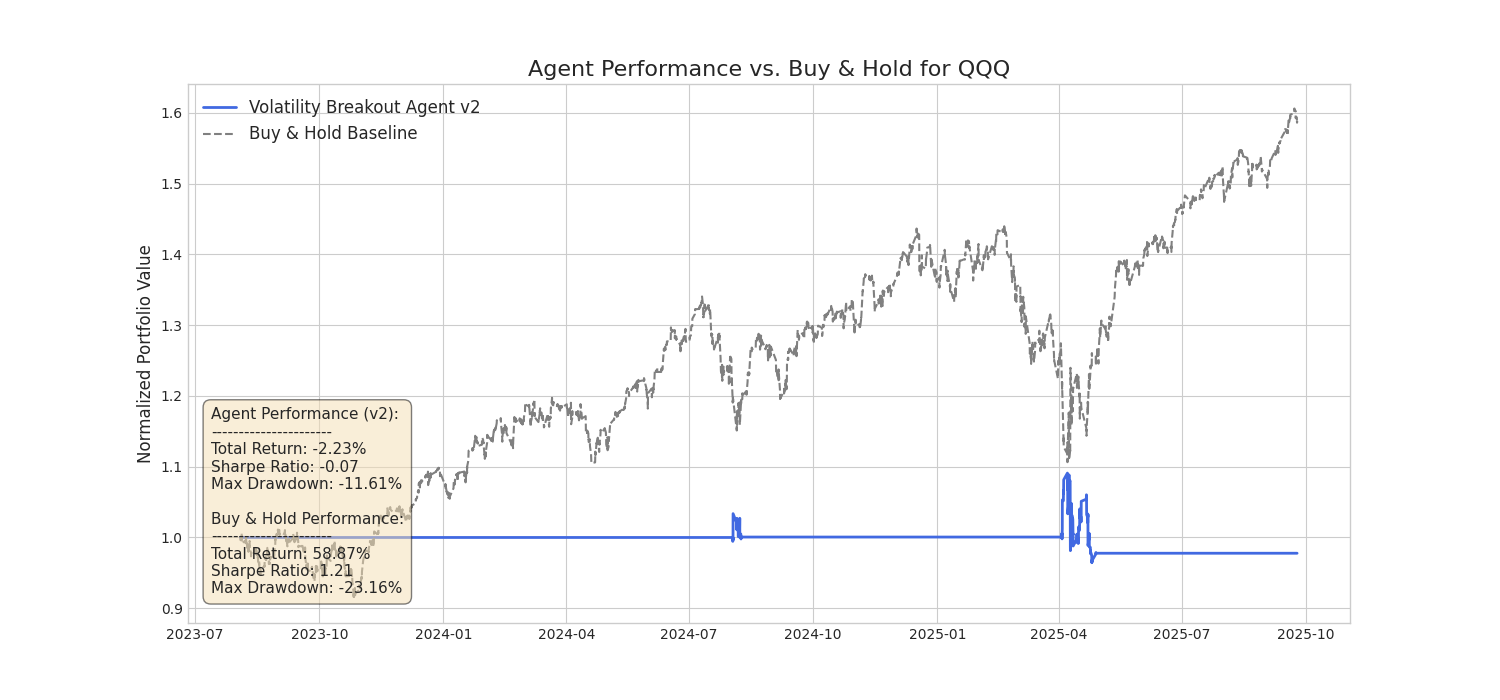 Agent Performance vs. Buy & Hold for QQQ
Volatility Breakout Agent v2
Buy & Hold Baseline
Normalized Portfolio Value
1.6
1.5
1.4
1.3
1.2
1.1
1.0
0.9
Agent Performance (v2):
----------------------
Total Return: -2.23%
Sharpe Ratio: -0.07
Max Drawdown: -11.61%
Buy & Hold Performance:
----------------------
Total Return: 58.87%
Sharpe Ratio: 1.21
Max Drawdown: -23.16%
2023-07
2023-10
2024-01
2024-04
2024-07
2024-10
2025-01
2025-04
2025-07
2025-10